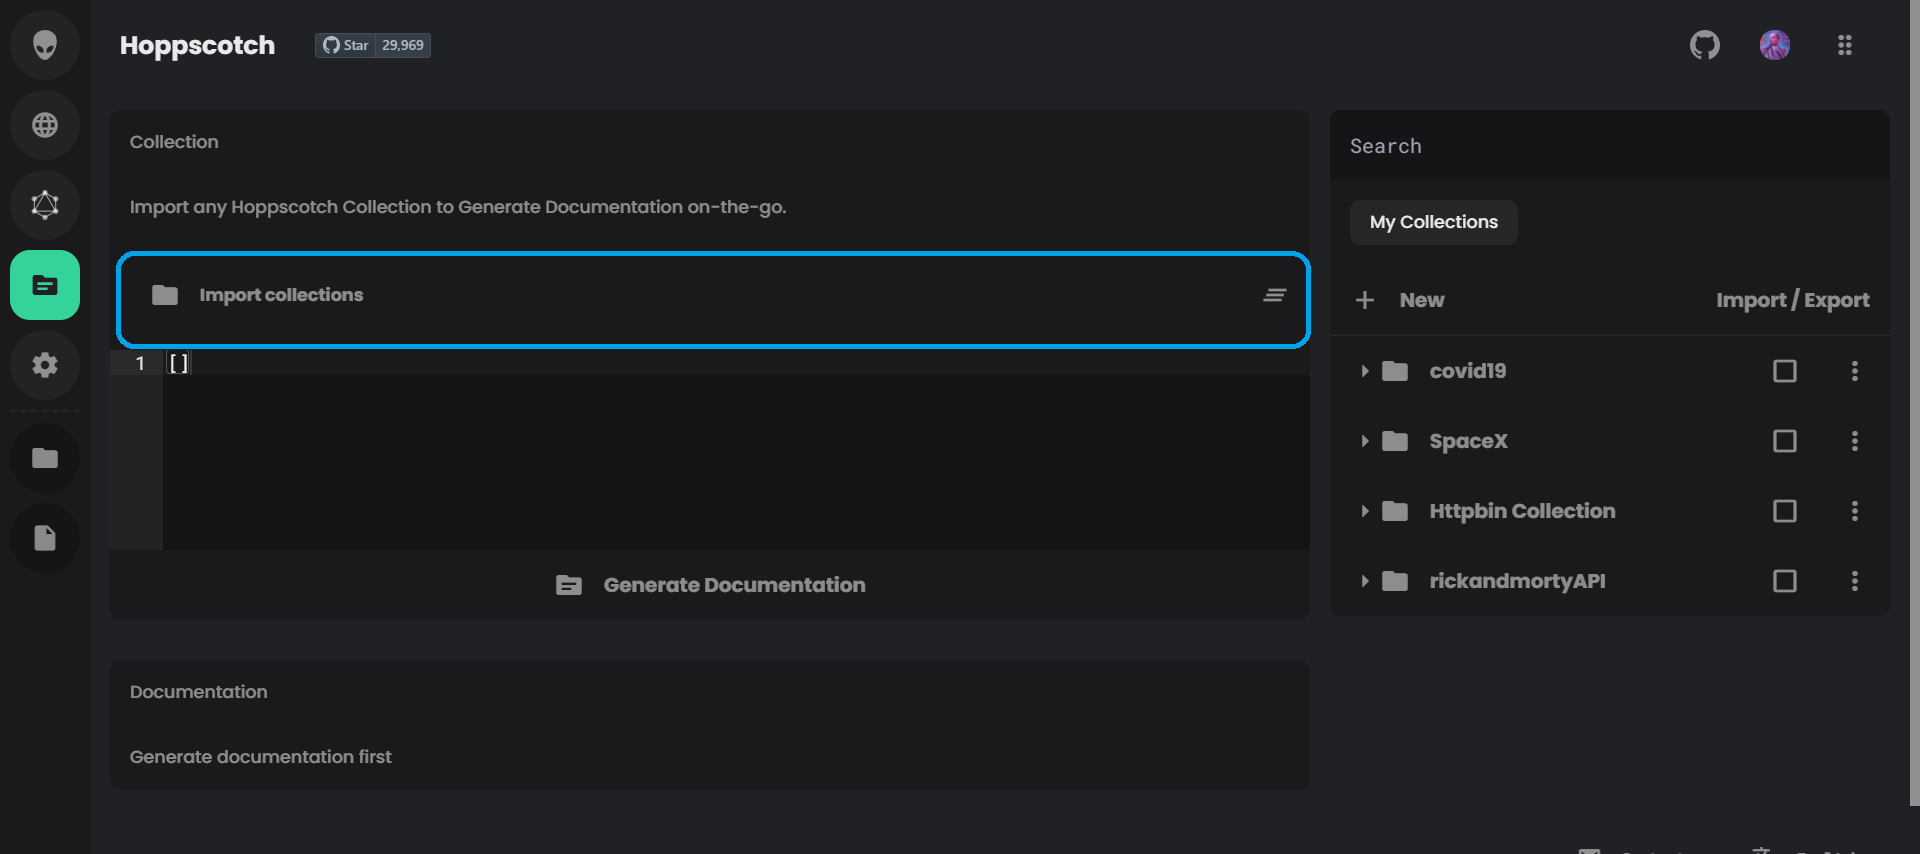 Hoppscotch
Star 29,969
Collection
Import any Hoppscotch Collection to Generate Documentation on-the-go.
Import collections
1 []
Generate Documentation
Documentation
Generate documentation first
Search
My Collections
New
Import / Export
covid19
SpaceX
Httpbin Collection
rickandmortyAPI